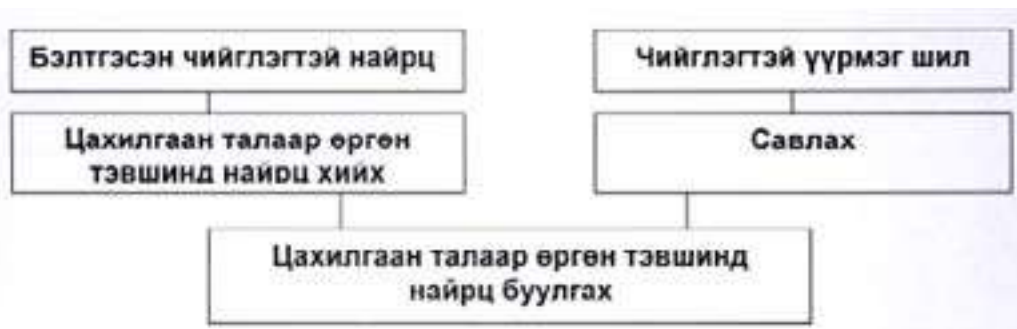 Бэлтгэсэн чийглэгтэй найрц
Чийглэгтэй үүрмэг шил
Цахилгаан талаар өргөн
тэвшинд найрц хийх
Савлах
Цахилгаан талаар өргөн тэвшинд
найрц буулгах